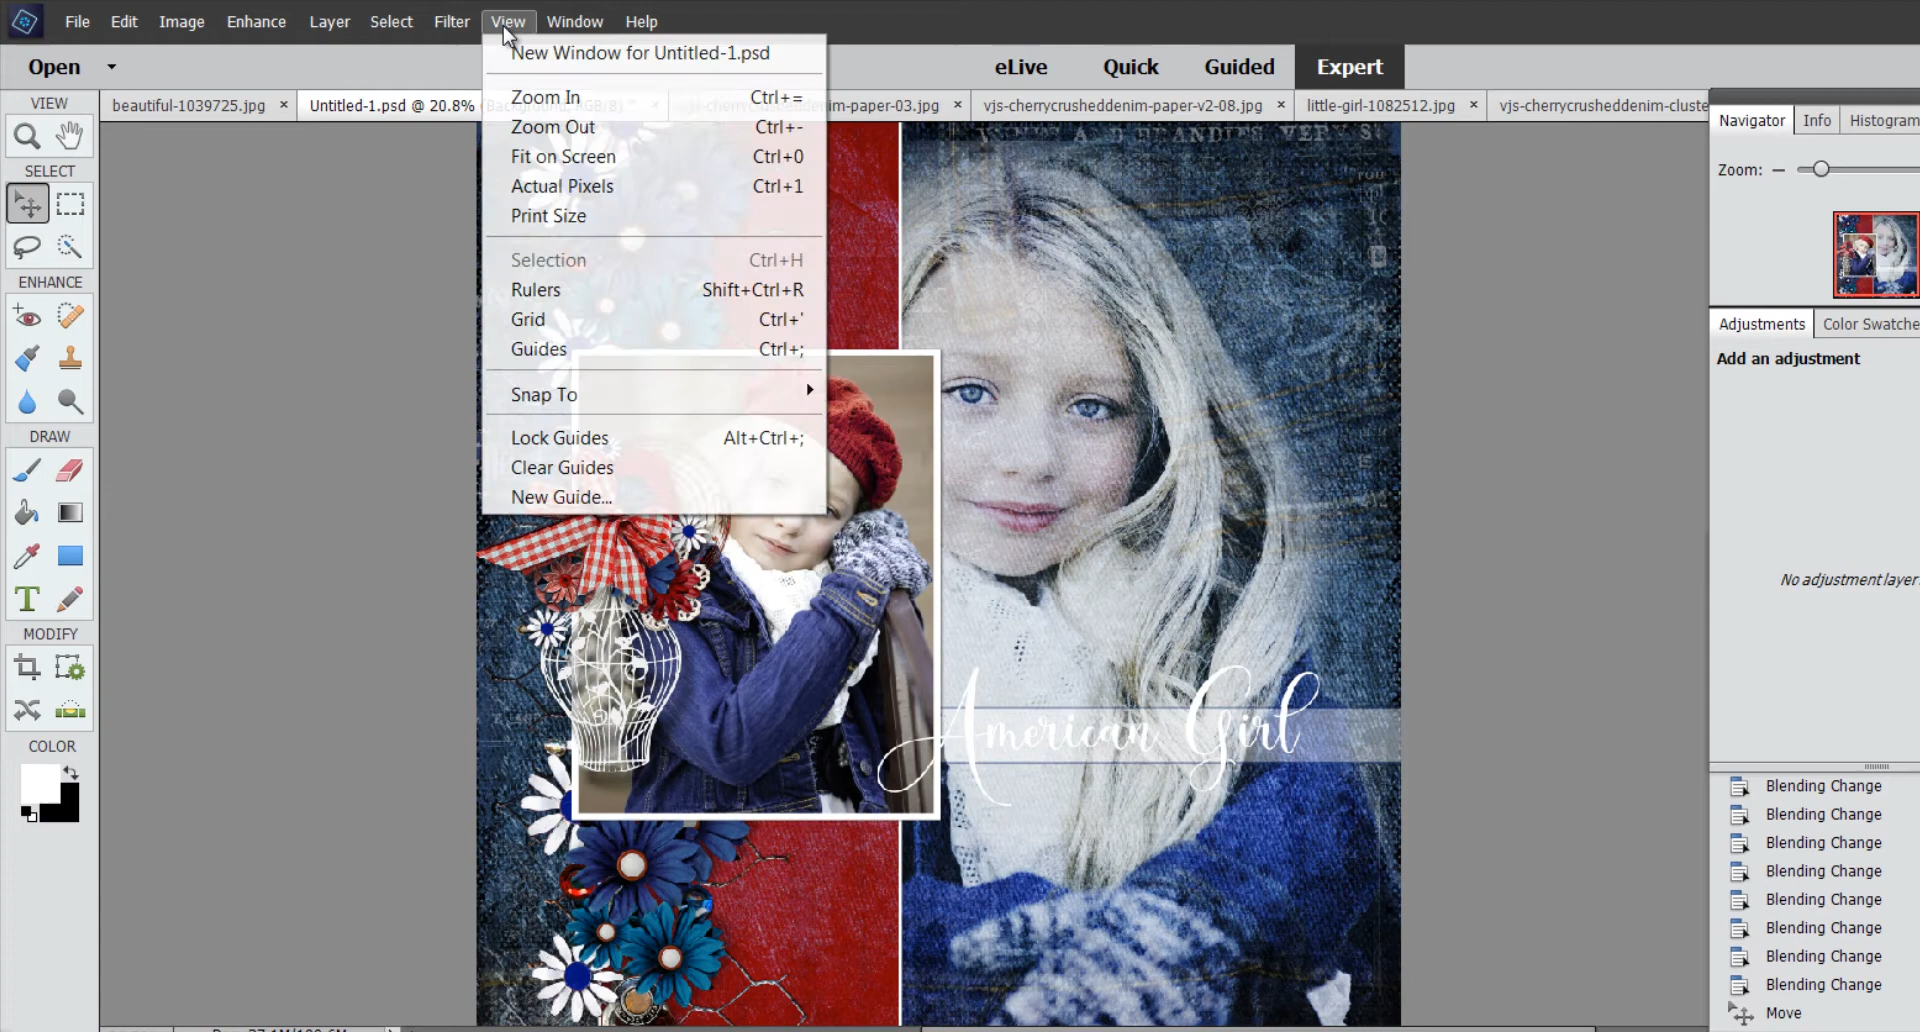 File Edit Image Enhance Layer Select Filter View Window Help
Open
eLive Quick Guided Expert
beautiful-1039725.jpg × Untitled-1.psd @ 20.8% im-paper-03.jpg × vjs-cherrycrusheddenim-paper-v2-08.jpg × little-girl-1082512.jpg × vjs-cherrycrusheddenim-cluste
New Window for Untitled-1.psd
Zoom In Ctrl+=
Zoom Out Ctrl+-
Fit on Screen Ctrl+0
Actual Pixels Ctrl+1
Print Size
Selection Ctrl+H
Rulers Shift+Ctrl+R
Grid Ctrl+'
Guides Ctrl+;
Snap To
Lock Guides Alt+Ctrl+;
Clear Guides
New Guide...
VIEW
SELECT
ENHANCE
DRAW
MODIFY
COLOR
American Girl
Navigator Info Histogram
Zoom:
Adjustments Color Swatche
Add an adjustment
No adjustment layer
Blending Change
Blending Change
Blending Change
Blending Change
Blending Change
Blending Change
Blending Change
Blending Change
Move